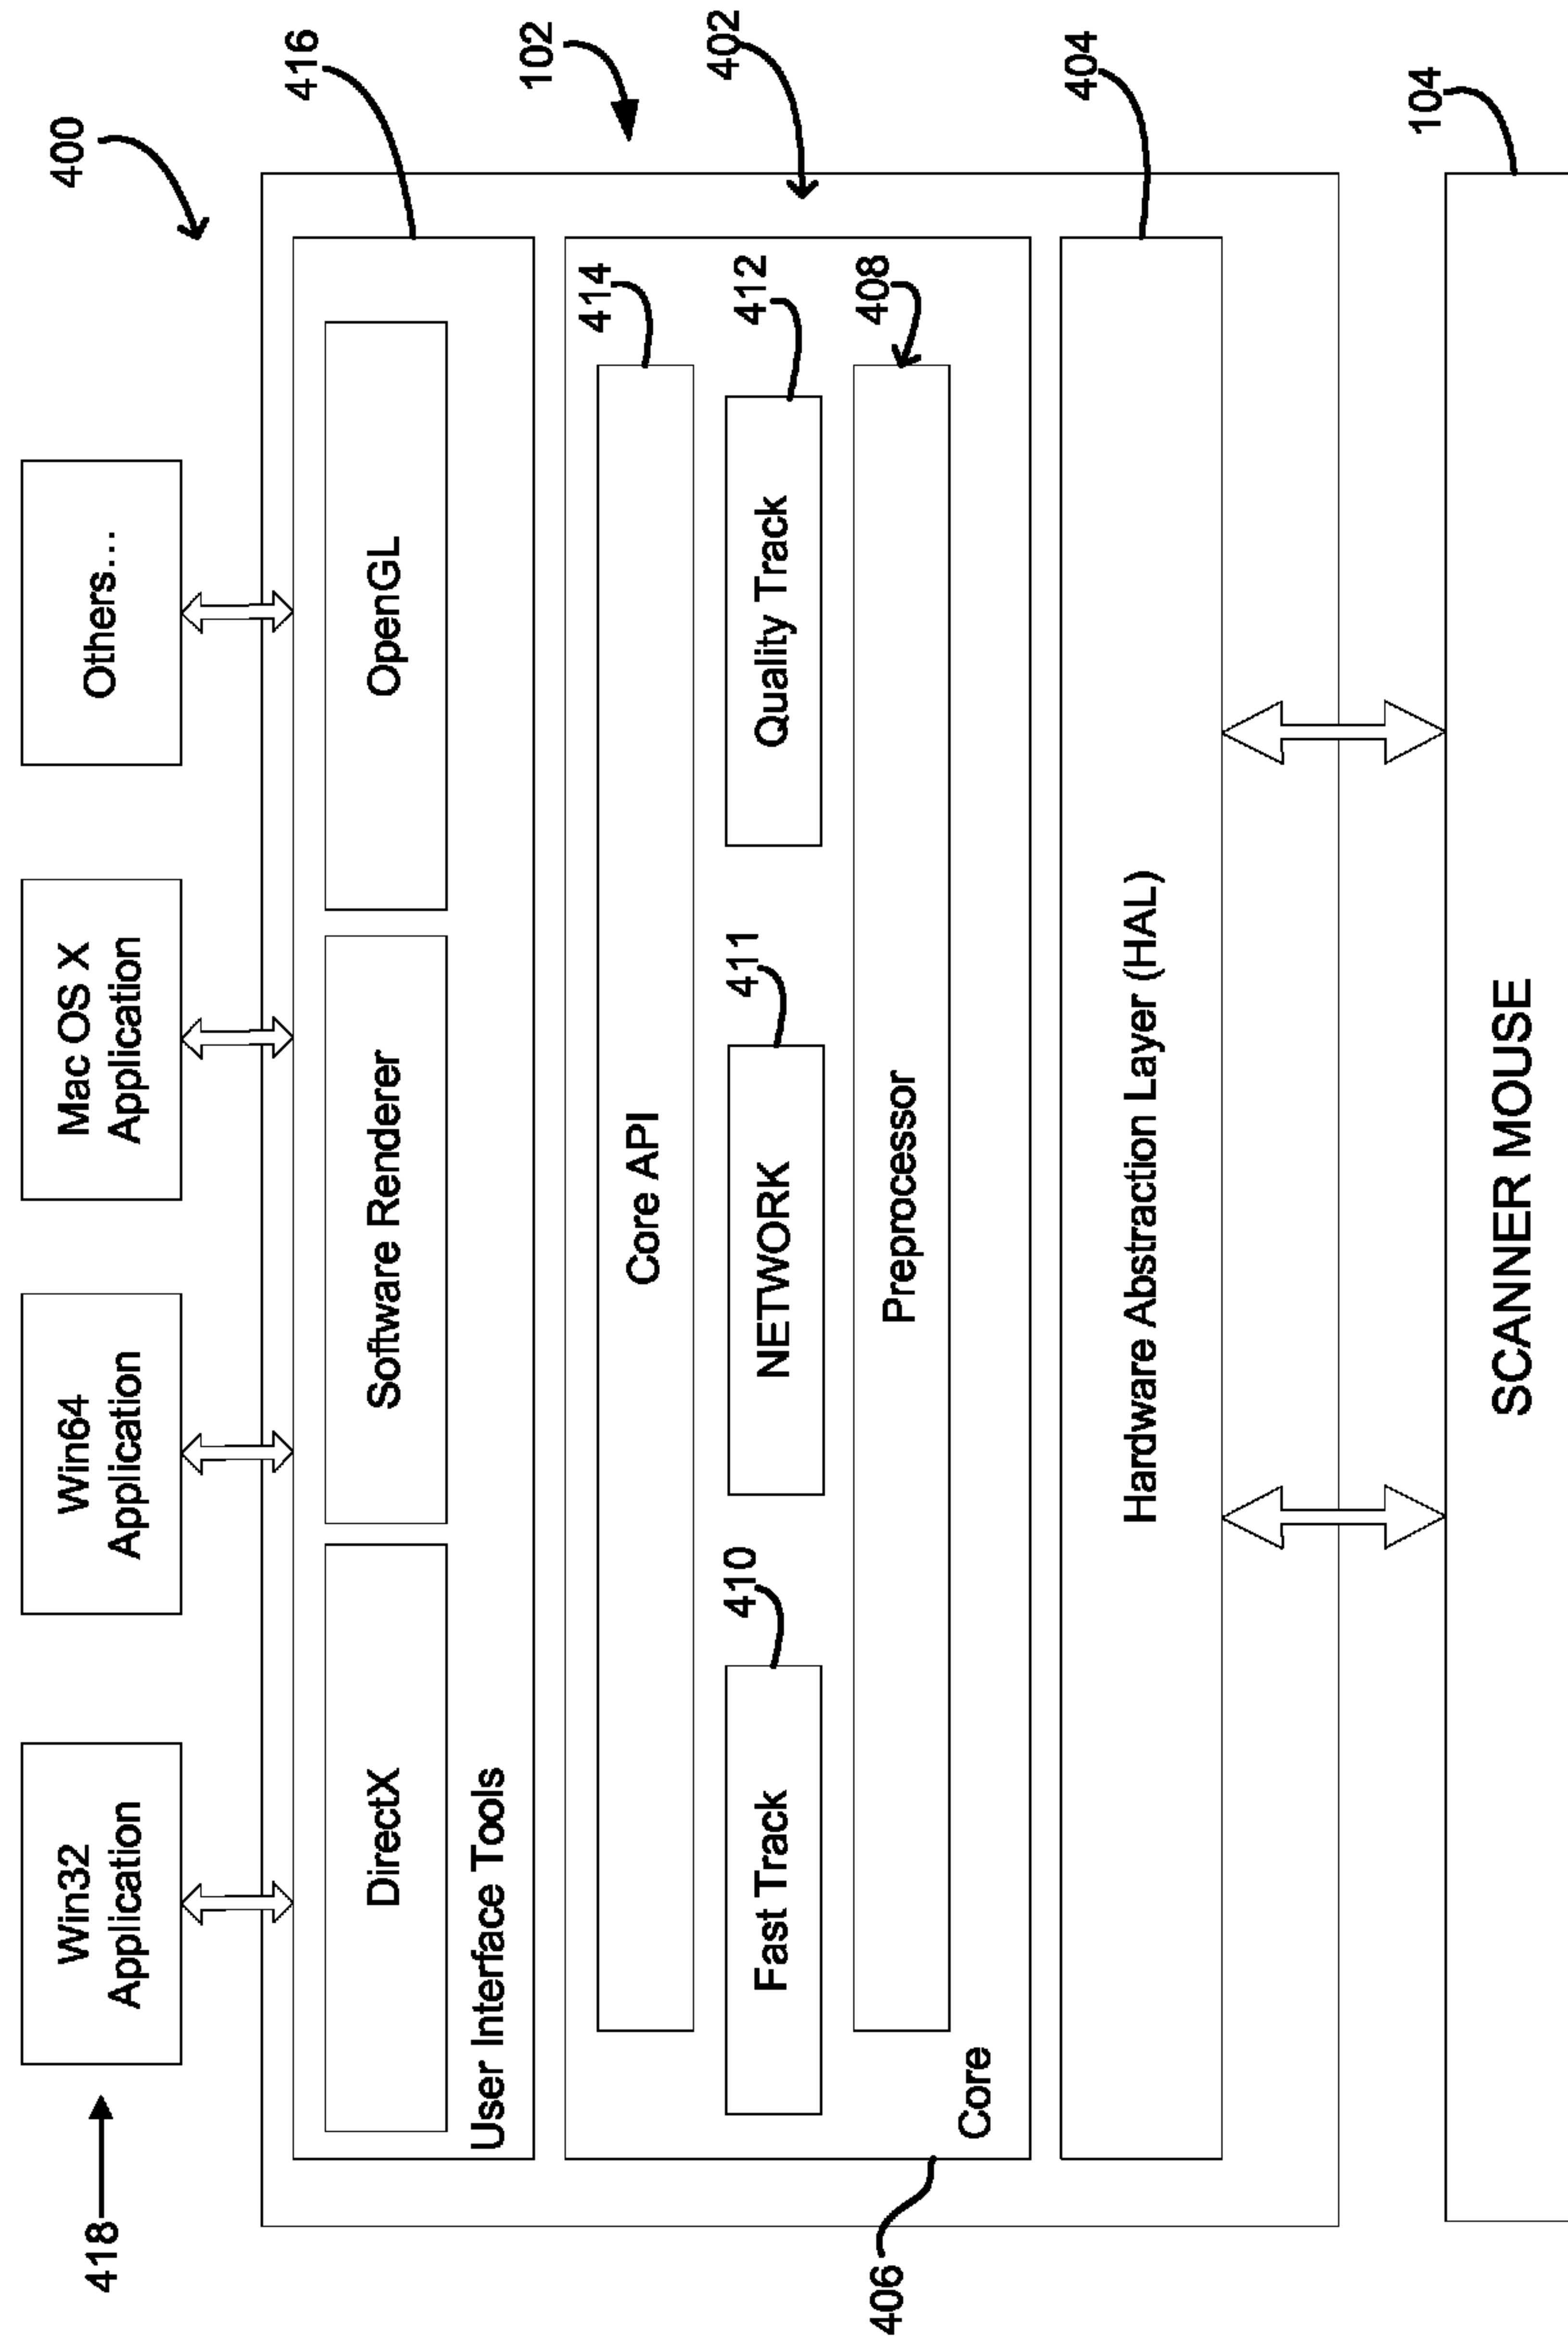 400
418
Win32
Application
Win64
Application
Mac OS X
Application
Others...
416
DirectX
Software Renderer
OpenGL
User Interface Tools
102
402
414
Core API
410
411
412
Fast Track
NETWORK
Quality Track
408
Preprocessor
Core
406
404
Hardware Abstraction Layer (HAL)
104
SCANNER MOUSE